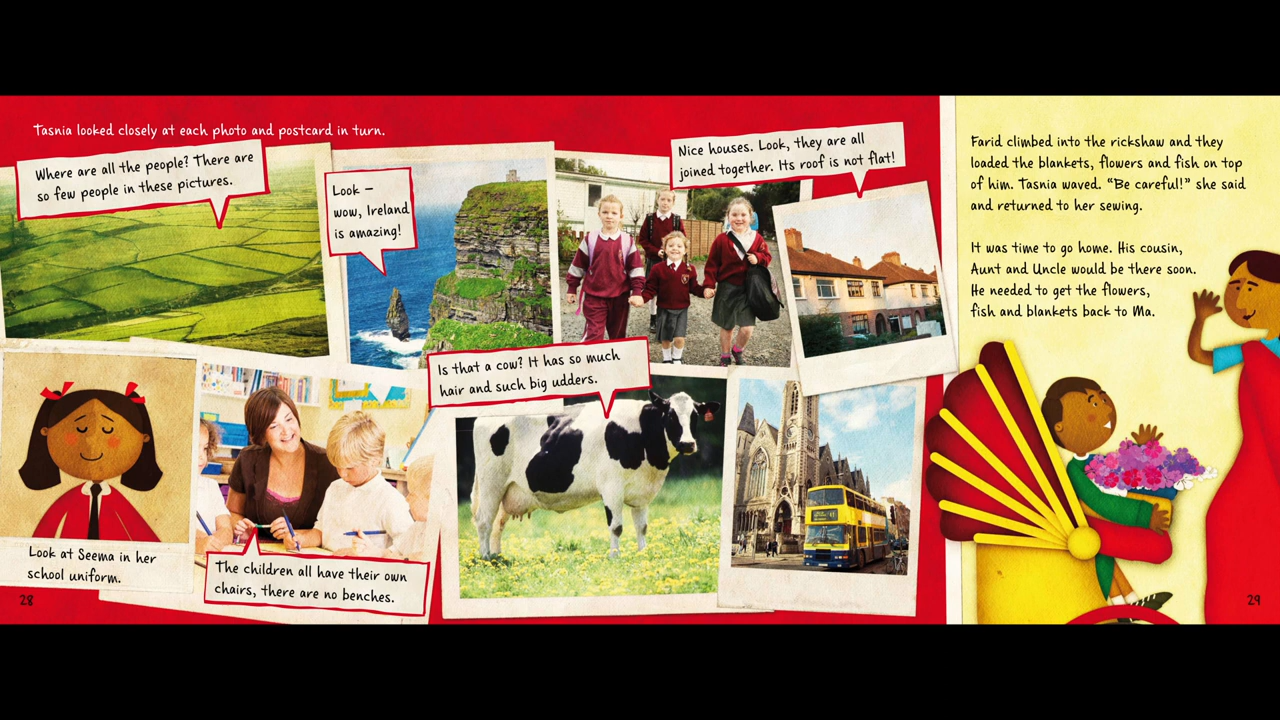 Tasnia looked closely at each photo and postcard in turn.
Where are all the people? There are
so few people in these pictures.
Look –
wow, Ireland
is amazing!
Nice houses. Look, they are all
joined together. Its roof is not flat!
Is that a cow? It has so much
hair and such big udders.
Look at Seema in her
school uniform.
The children all have their own
chairs, there are no benches.
28
Farid climbed into the rickshaw and they
loaded the blankets, flowers and fish on top
of him. Tasnia waved. “Be careful!” she said
and returned to her sewing.
It was time to go home. His cousin,
Aunt and Uncle would be there soon.
He needed to get the flowers,
fish and blankets back to Ma.
29